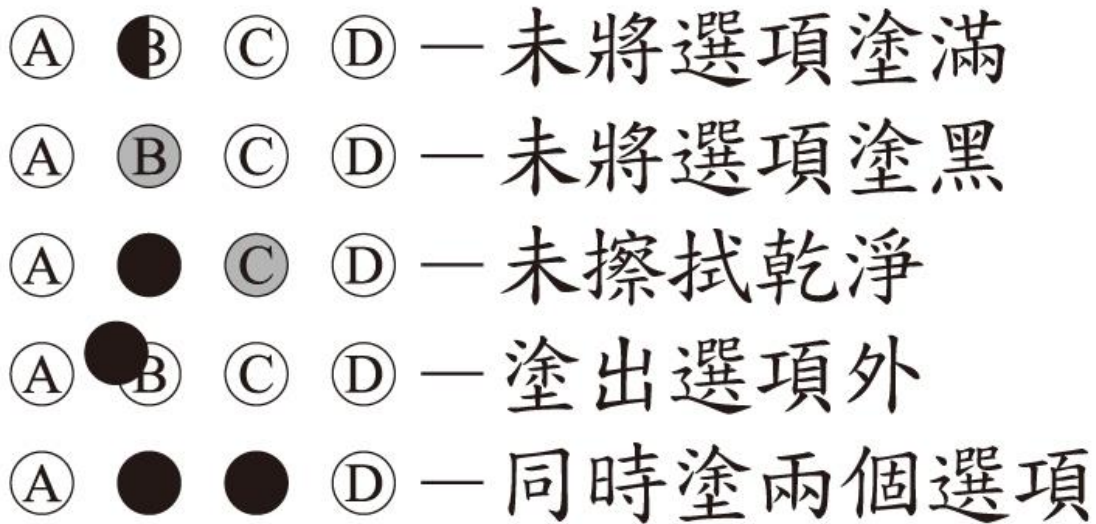 A B C D — 未將選項塗滿
A B C D — 未將選項塗黑
A C D — 未擦拭乾淨
A B C D — 塗出選項外
A D — 同時塗兩個選項